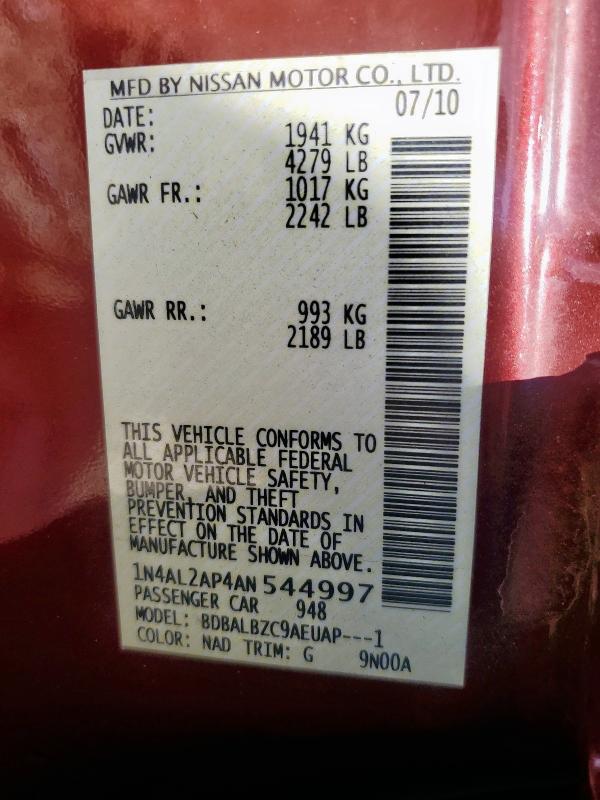 MFD BY NISSAN MOTOR CO., LTD.
DATE: 07/10
GVWR: 1941 KG
4279 LB
GAWR FR.: 1017 KG
2242 LB
GAWR RR.: 993 KG
2189 LB
THIS VEHICLE CONFORMS TO
ALL APPLICABLE FEDERAL
MOTOR VEHICLE SAFETY,
BUMPER, AND THEFT
PREVENTION STANDARDS IN
EFFECT ON THE DATE OF
MANUFACTURE SHOWN ABOVE.
1N4AL2AP4AN544997
PASSENGER CAR 948
MODEL: BDBALBZC9AEUAP---1
COLOR: NAD TRIM: G 9N00A